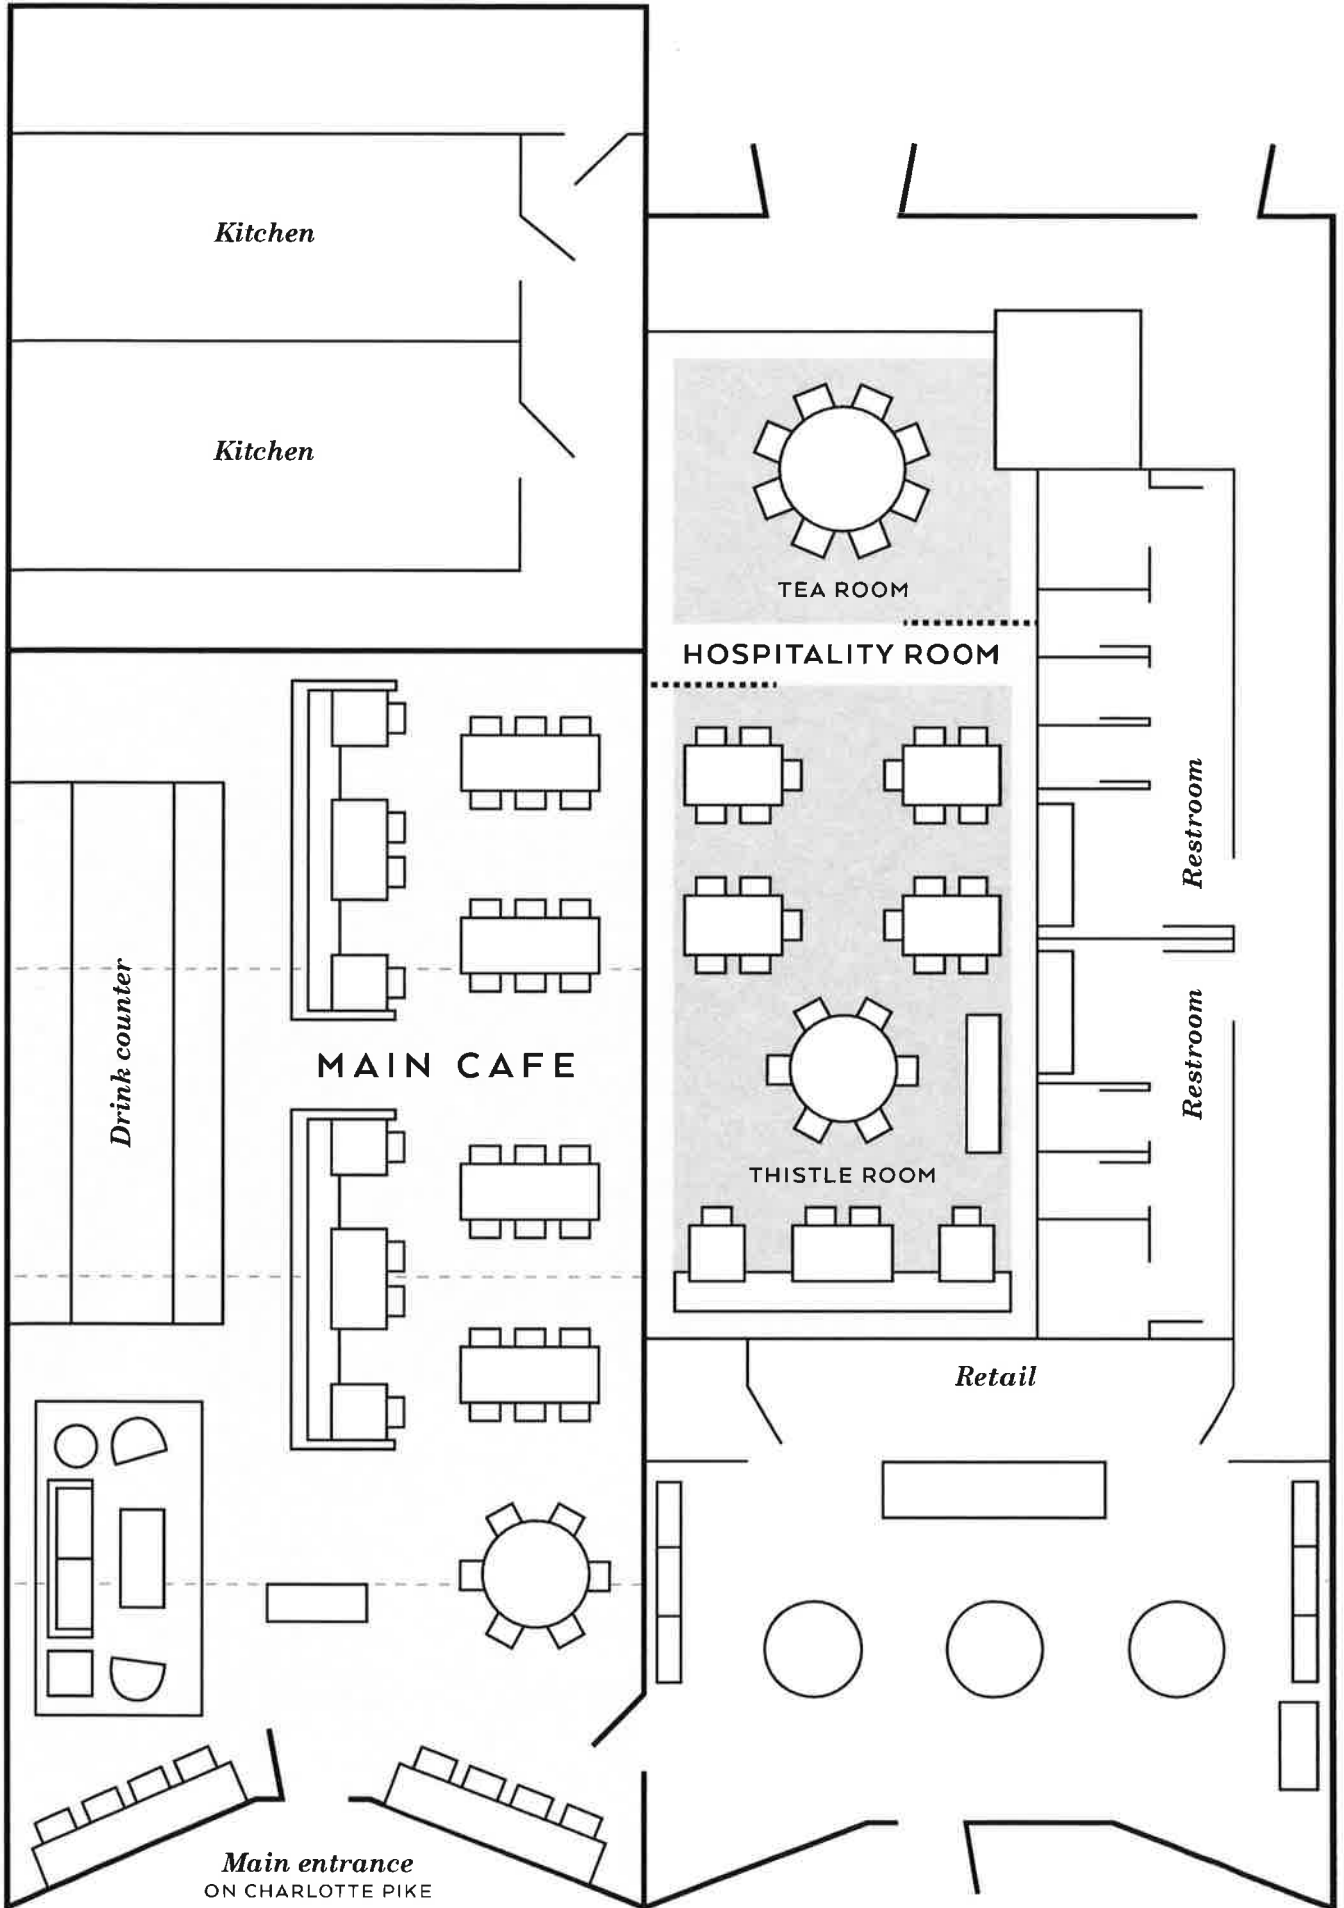 Kitchen
Kitchen
TEA ROOM
HOSPITALITY ROOM
Restroom
Drink counter
MAIN CAFE
Restroom
THISTLE ROOM
Retail
Main entrance
ON CHARLOTTE PIKE